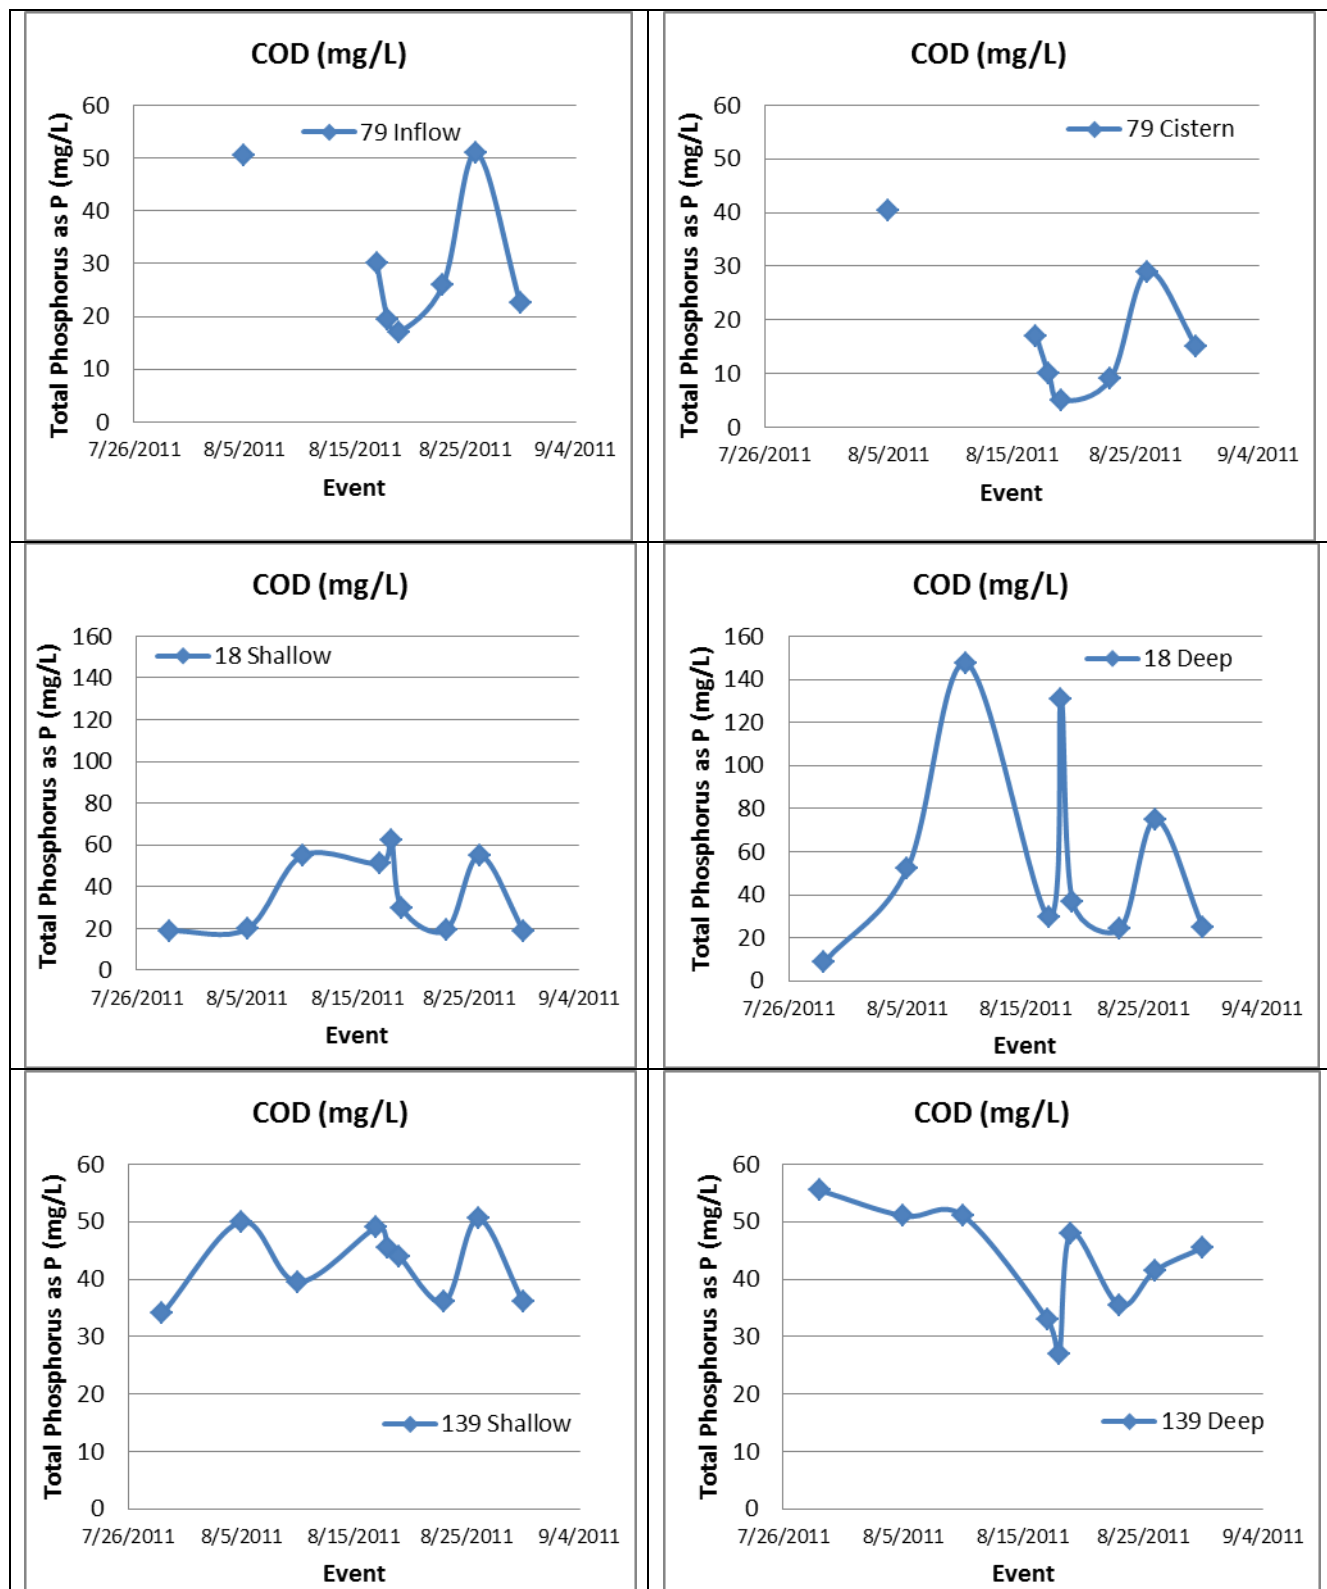 COD (mg/L)
Total Phosphorus as P (mg/L)
60
50
40
30
20
10
0
79 Inflow
7/26/2011 8/5/2011 8/15/2011 8/25/2011 9/4/2011
Event
COD (mg/L)
Total Phosphorus as P (mg/L)
60
50
40
30
20
10
0
79 Cistern
7/26/2011 8/5/2011 8/15/2011 8/25/2011 9/4/2011
Event
COD (mg/L)
Total Phosphorus as P (mg/L)
160
140
120
100
80
60
40
20
0
18 Shallow
7/26/2011 8/5/2011 8/15/2011 8/25/2011 9/4/2011
Event
COD (mg/L)
Total Phosphorus as P (mg/L)
160
140
120
100
80
60
40
20
0
18 Deep
7/26/2011 8/5/2011 8/15/2011 8/25/2011 9/4/2011
Event
COD (mg/L)
Total Phosphorus as P (mg/L)
60
50
40
30
20
10
0
139 Shallow
7/26/2011 8/5/2011 8/15/2011 8/25/2011 9/4/2011
Event
COD (mg/L)
Total Phosphorus as P (mg/L)
60
50
40
30
20
10
0
139 Deep
7/26/2011 8/5/2011 8/15/2011 8/25/2011 9/4/2011
Event